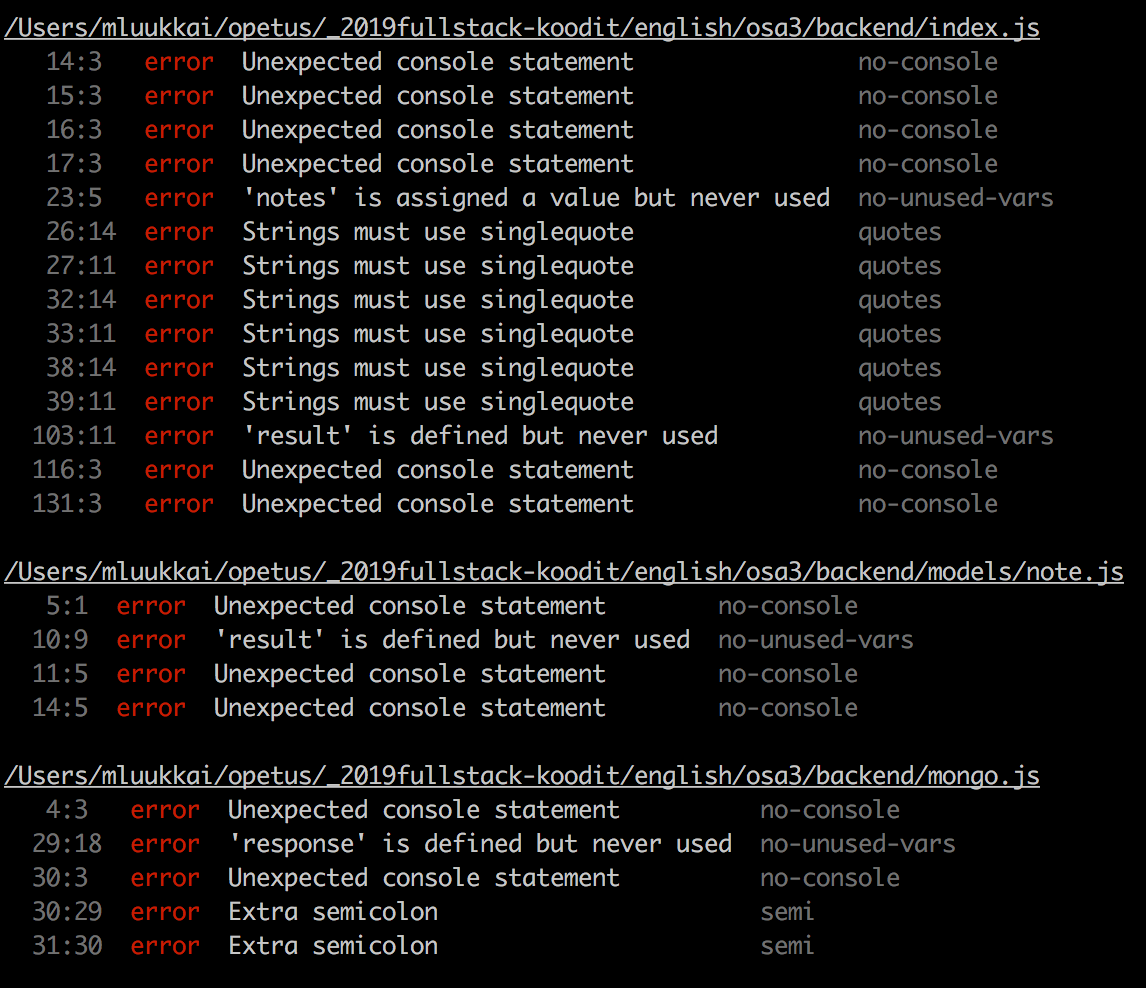 /Users/mluukkai/opetus/_2019fullstack-koodit/english/osa3/backend/index.js
14:3 error Unexpected console statement no-console
15:3 error Unexpected console statement no-console
16:3 error Unexpected console statement no-console
17:3 error Unexpected console statement no-console
23:5 error 'notes' is assigned a value but never used no-unused-vars
26:14 error Strings must use singlequote quotes
27:11 error Strings must use singlequote quotes
32:14 error Strings must use singlequote quotes
33:11 error Strings must use singlequote quotes
38:14 error Strings must use singlequote quotes
39:11 error Strings must use singlequote quotes
103:11 error 'result' is defined but never used no-unused-vars
116:3 error Unexpected console statement no-console
131:3 error Unexpected console statement no-console
/Users/mluukkai/opetus/_2019fullstack-koodit/english/osa3/backend/models/note.js
5:1 error Unexpected console statement no-console
10:9 error 'result' is defined but never used no-unused-vars
11:5 error Unexpected console statement no-console
14:5 error Unexpected console statement no-console
/Users/mluukkai/opetus/_2019fullstack-koodit/english/osa3/backend/mongo.js
4:3 error Unexpected console statement no-console
29:18 error 'response' is defined but never used no-unused-vars
30:3 error Unexpected console statement no-console
30:29 error Extra semicolon semi
31:30 error Extra semicolon semi